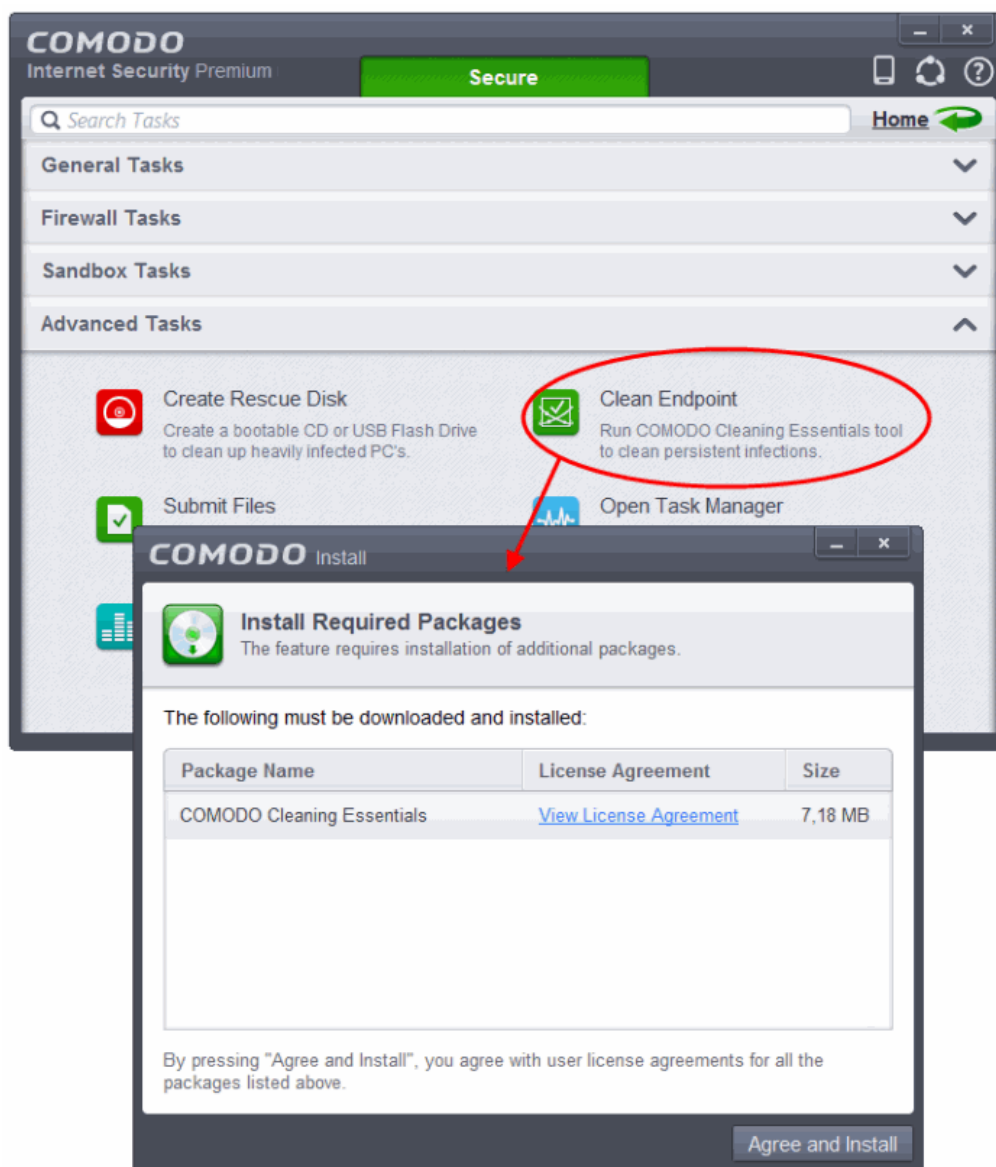 COMODO
Internet Security Premium
Secure
Search Tasks
Home
General Tasks
Firewall Tasks
Sandbox Tasks
Advanced Tasks
Create Rescue Disk
Create a bootable CD or USB Flash Drive
to clean up heavily infected PC's.
Clean Endpoint
Run COMODO Cleaning Essentials tool
to clean persistent infections.
Submit Files
Open Task Manager
COMODO Install
Install Required Packages
The feature requires installation of additional packages.
The following must be downloaded and installed:
Package Name License Agreement Size
COMODO Cleaning Essentials View License Agreement 7,18 MB
By pressing "Agree and Install", you agree with user license agreements for all the
packages listed above.
Agree and Install